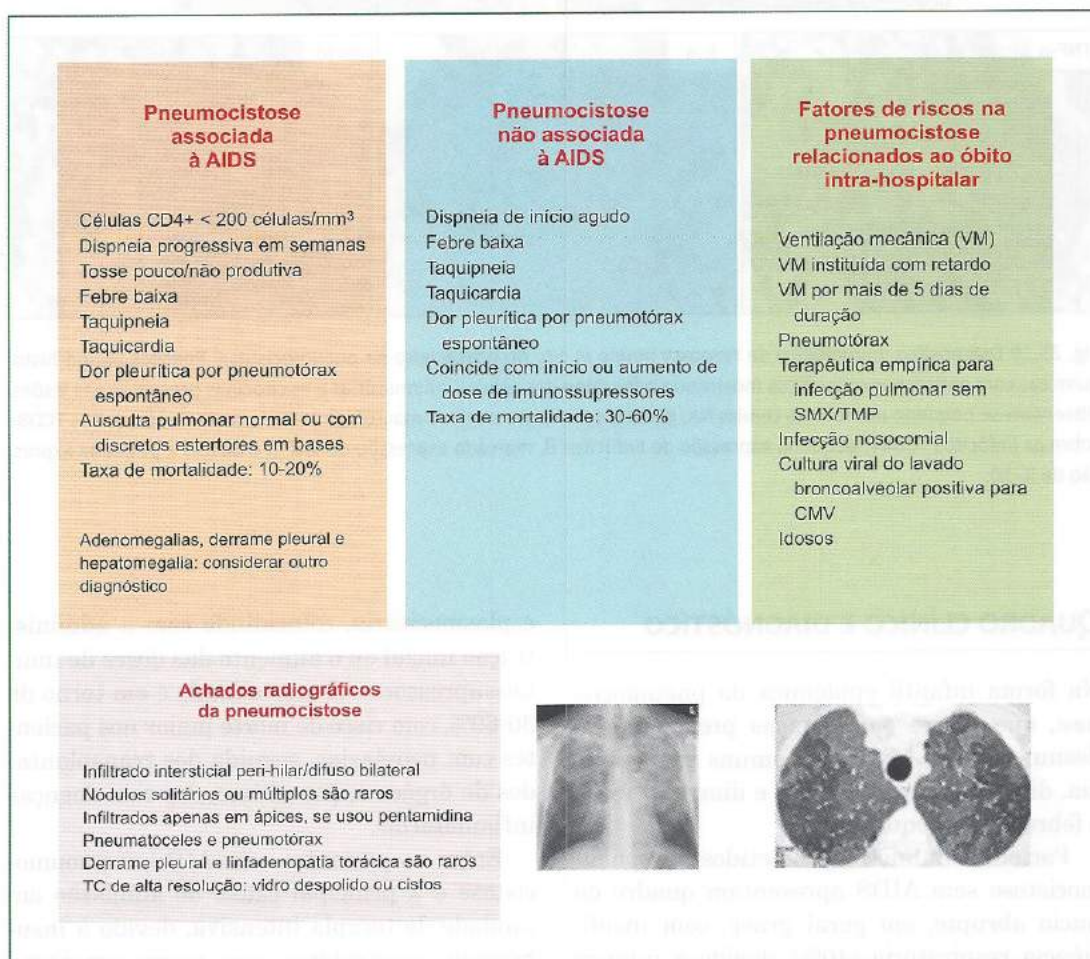 Pneumocistose
associada
à AIDS
Células CD4+ < 200 células/mm³
Dispneia progressiva em semanas
Tosse pouco/não produtiva
Febre baixa
Taquipneia
Taquicardia
Dor pleurítica por pneumotórax
espontâneo
Ausculta pulmonar normal ou com
discretos estertores em bases
Taxa de mortalidade: 10-20%
Adenomegalias, derrame pleural e
hepatomegalia: considerar outro
diagnóstico
Pneumocistose
não associada
à AIDS
Dispneia de início agudo
Febre baixa
Taquipneia
Taquicardia
Dor pleurítica por pneumotórax
espontâneo
Coincide com início ou aumento de
dose de imunossupressores
Taxa de mortalidade: 30-60%
Fatores de riscos na
pneumocistose
relacionados ao óbito
intra-hospitalar
Ventilação mecânica (VM)
VM instituída com retardo
VM por mais de 5 dias de
duração
Pneumotórax
Terapêutica empírica para
infecção pulmonar sem
SMX/TMP
Infecção nosocomial
Cultura viral do lavado
broncoalveolar positiva para
CMV
Idosos
Achados radiográficos
da pneumocistose
Infiltrado intersticial peri-hilar/difuso bilateral
Nódulos solitários ou múltiplos são raros
Infiltrados apenas em ápices, se usou pentamidina
Pneumatoceles e pneumotórax
Derrame pleural e linfadenopatia torácica são raros
TC de alta resolução: vidro despolido ou cistos